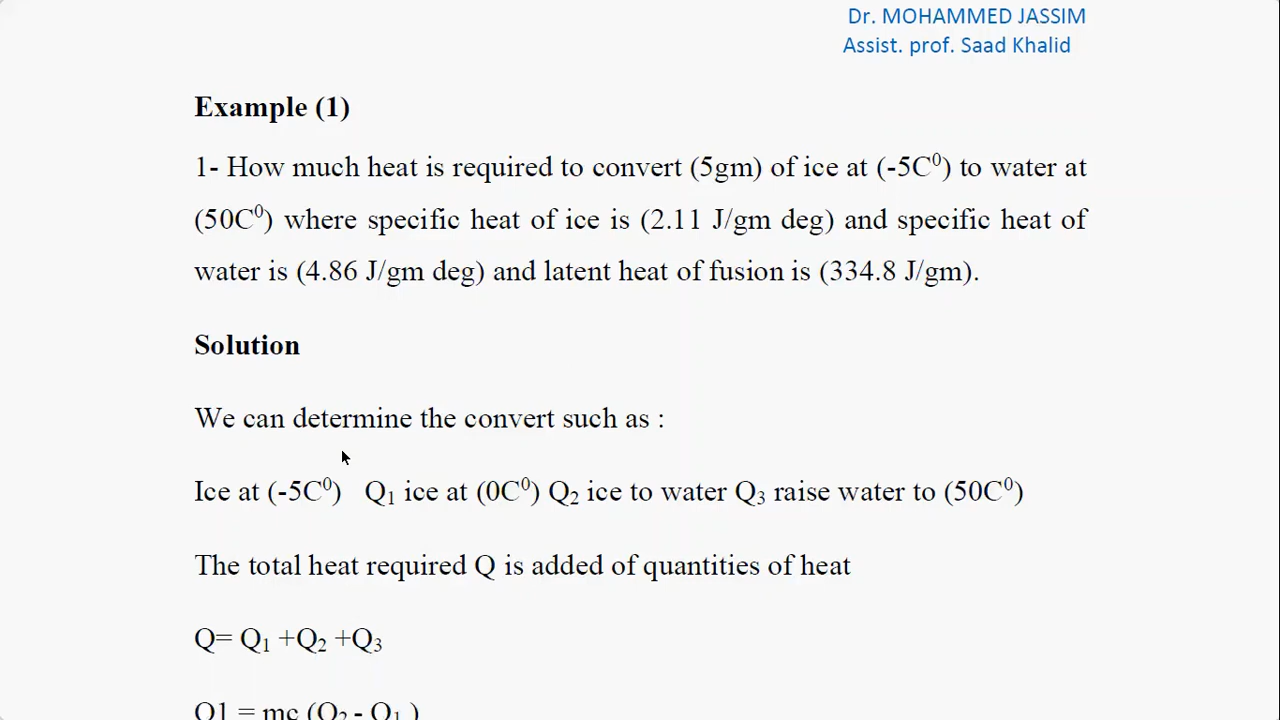 Dr. MOHAMMED JASSIM
Assist. prof. Saad Khalid
Example (1)
1- How much heat is required to convert (5gm) of ice at (-5C⁰) to water at
(50C⁰) where specific heat of ice is (2.11 J/gm deg) and specific heat of
water is (4.86 J/gm deg) and latent heat of fusion is (334.8 J/gm).
Solution
We can determine the convert such as :
Ice at (-5C⁰) Q₁ ice at (0C⁰) Q₂ ice to water Q₃ raise water to (50C⁰)
The total heat required Q is added of quantities of heat
Q= Q₁ +Q₂ +Q₃
Q1 = mc (Q₂ - Q₁ )